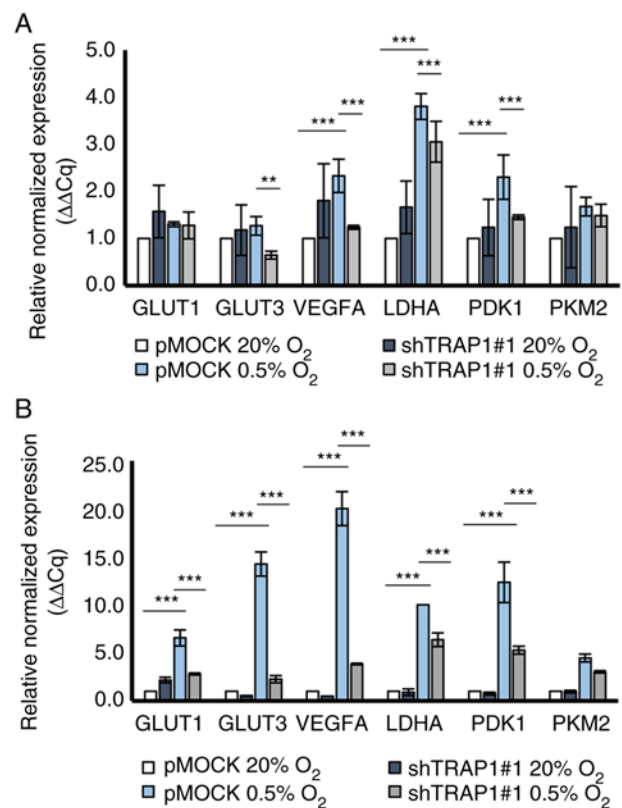 A
Relative normalized expression
(ΔΔCq)
5.0
4.0
3.0
2.0
1.0
0.0
***
***
**
***
***
***
***
GLUT1 GLUT3 VEGFA LDHA PDK1 PKM2
pMOCK 20% O2 shTRAP1#1 20% O2
pMOCK 0.5% O2 shTRAP1#1 0.5% O2
B
Relative normalized expression
(ΔΔCq)
25.0
20.0
15.0
10.0
5.0
0.0
***
***
***
***
***
***
***
***
***
***
GLUT1 GLUT3 VEGFA LDHA PDK1 PKM2
pMOCK 20% O2 shTRAP1#1 20% O2
pMOCK 0.5% O2 shTRAP1#1 0.5% O2